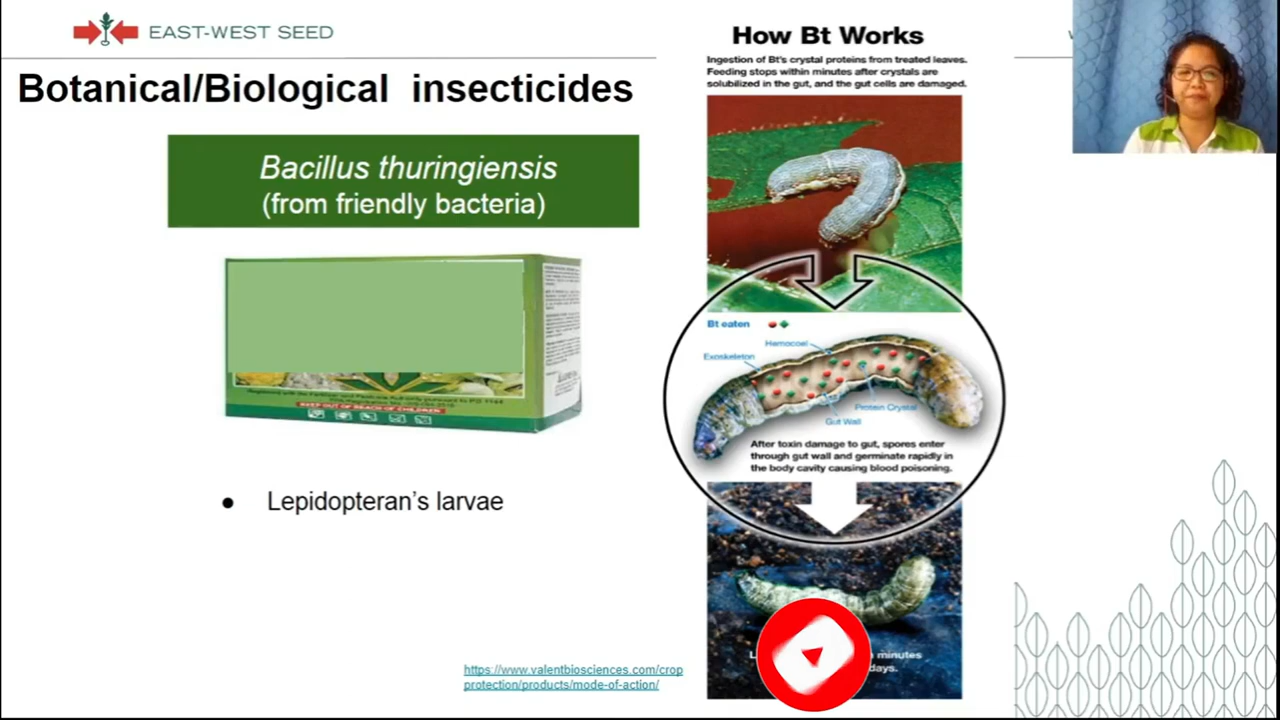 EAST-WEST SEED
Botanical/Biological insecticides
Bacillus thuringiensis
(from friendly bacteria)
KEEP OUT OF REACH OF CHILDREN
Lepidopteran's larvae
https://www.valentbiosciences.com/crop
protection/products/mode-of-action/
How Bt Works
Ingestion of Bt's crystal proteins from treated leaves.
Feeding stops within minutes after crystals are
solubilized in the gut, and the gut cells are damaged.
Bt eaten
Hemocoel
Exoskeleton
Protein Crystal
Gut Wall
After toxin damage to gut, spores enter
through gut wall and germinate rapidly in
the body cavity causing blood poisoning.
minutes
days.